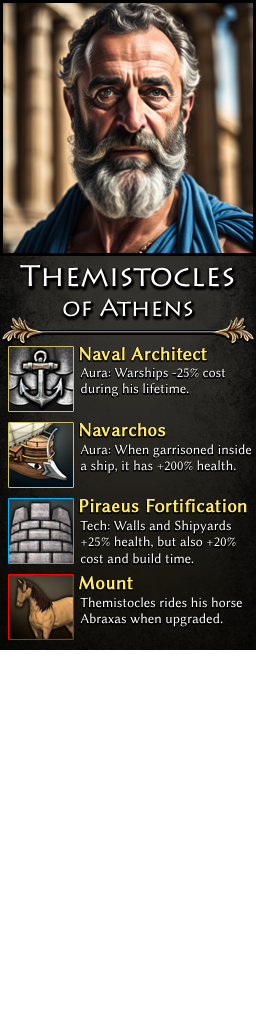 Themistocles
of Athens
Naval Architect
Aura: Warships -25% cost
during his lifetime.
Navarchos
Aura: When garrisoned inside
a ship, it has +200% health.
Piraeus Fortification
Tech: Walls and Shipyards
+25% health, but also +20%
cost and build time.
Mount
Themistocles rides his horse
Abraxas when upgraded.